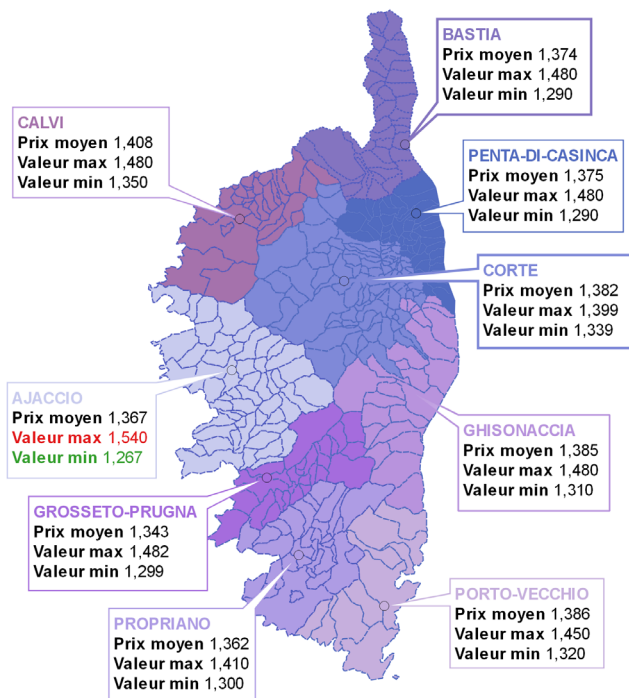 BASTIA
Prix moyen 1,374
Valeur max 1,480
Valeur min 1,290
CALVI
Prix moyen 1,408
Valeur max 1,480
Valeur min 1,350
PENTA-DI-CASINCA
Prix moyen 1,375
Valeur max 1,480
Valeur min 1,290
CORTE
Prix moyen 1,382
Valeur max 1,399
Valeur min 1,339
AJACCIO
Prix moyen 1,367
Valeur max 1,540
Valeur min 1,267
GHISONACCIA
Prix moyen 1,385
Valeur max 1,480
Valeur min 1,310
GROSSETO-PRUGNA
Prix moyen 1,343
Valeur max 1,482
Valeur min 1,299
PORTO-VECCHIO
Prix moyen 1,386
Valeur max 1,450
Valeur min 1,320
PROPRIANO
Prix moyen 1,362
Valeur max 1,410
Valeur min 1,300